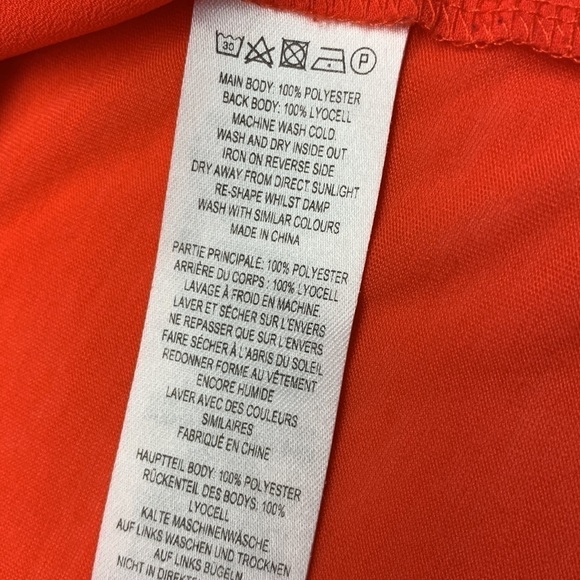 30
P
MAIN BODY: 100% POLYESTER
BACK BODY: 100% LYOCELL
MACHINE WASH COLD.
WASH AND DRY INSIDE OUT
IRON ON REVERSE SIDE
DRY AWAY FROM DIRECT SUNLIGHT
RE-SHAPE WHILST DAMP
WASH WITH SIMILAR COLOURS
MADE IN CHINA
PARTIE PRINCIPALE: 100% POLYESTER
ARRIÈRE DU CORPS : 100% LYOCELL
LAVAGE À FROID EN MACHINE
LAVER ET SÉCHER SUR L'ENVERS
NE REPASSER QUE SUR L'ENVERS
FAIRE SÉCHER À L'ABRIS DU SOLEIL
REDONNER FORME AU VÊTEMENT
ENCORE HUMIDE
LAVER AVEC DES COULEURS
SIMILAIRES
FABRIQUÉ EN CHINE
HAUPTTEIL BODY: 100% POLYESTER
RÜCKENTEIL DES BODYS: 100%
LYOCELL
KALTE MASCHINENWÄSCHE
AUF LINKS WASCHEN UND TROCKNEN
AUF LINKS BÜGELN
NICHT IN DIREKT